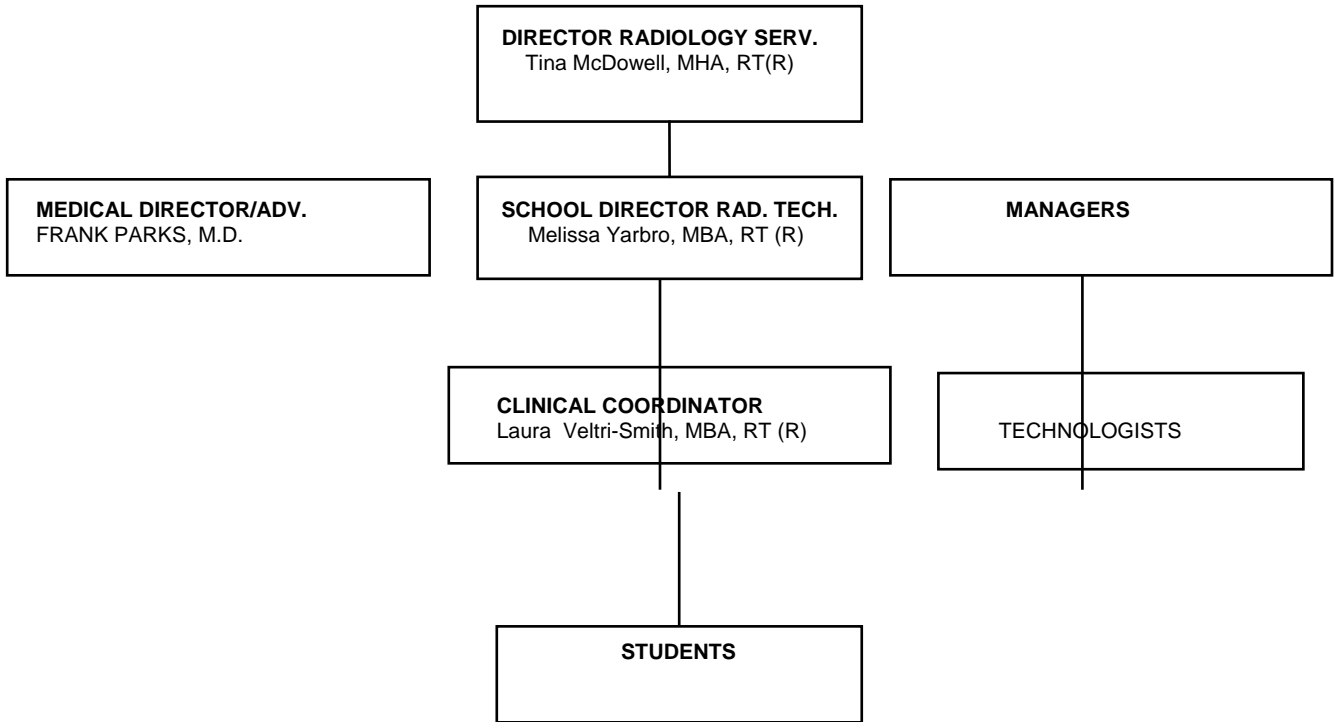 DIRECTOR RADIOLOGY SERV.
Tina McDowell, MHA, RT(R)
MEDICAL DIRECTOR/ADV.
FRANK PARKS, M.D.
SCHOOL DIRECTOR RAD. TECH.
Melissa Yarbro, MBA, RT (R)
MANAGERS
CLINICAL COORDINATOR
Laura  Veltri-Smith, MBA, RT (R)
TECHNOLOGISTS
STUDENTS